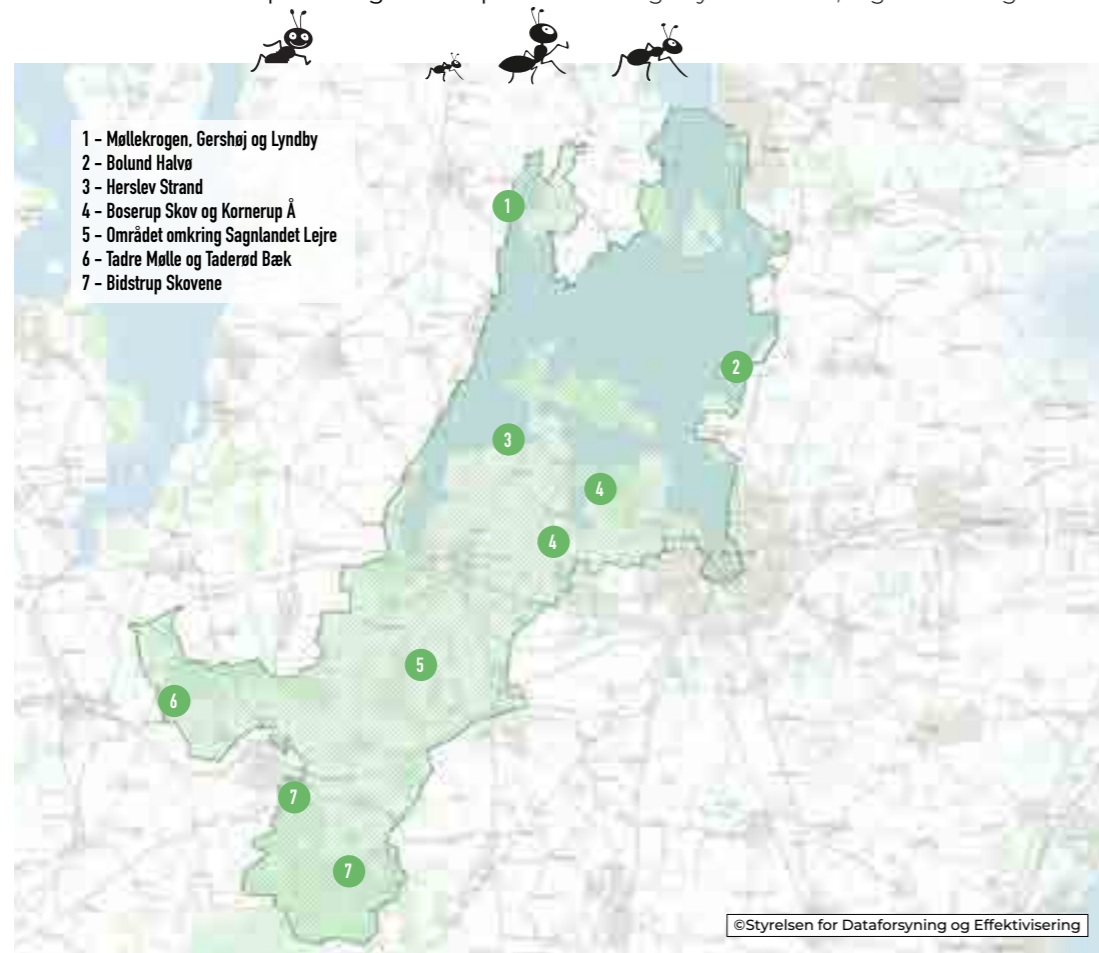 1 – Møllekrogen, Gershøj og Lyndby
2 – Bolund Halvø
3 – Herslev Strand
4 – Boserup Skov og Kornerup Å
5 – Området omkring Sagnlandet Lejre
6 – Tadre Mølle og Taderød Bæk
7 – Bidstrup Skovene
1
2
3
4
4
5
6
7
7
©Styrelsen for Dataforsyning og Effektivisering